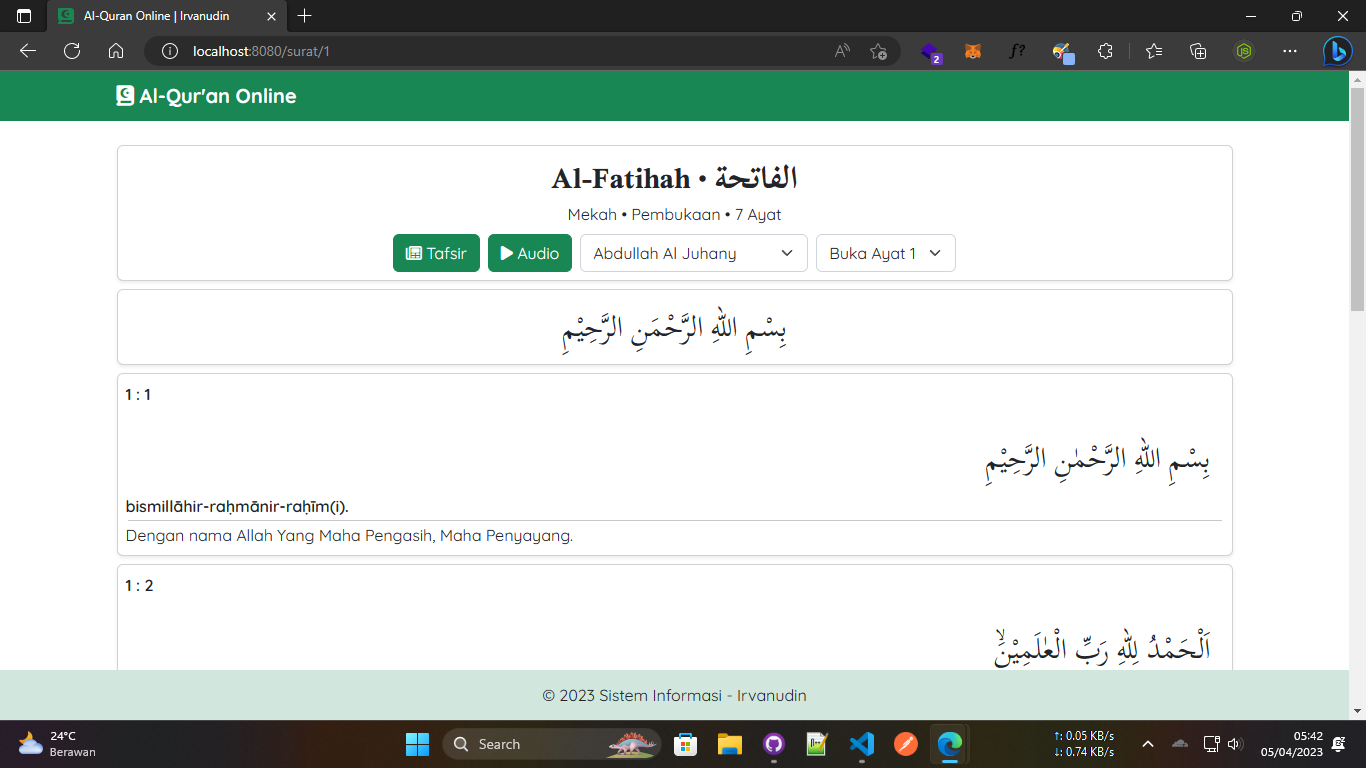 Al-Quran Online | Irvanudin
localhost:8080/surat/1
2
Al-Qur'an Online
Al-Fatihah • الفاتحة
Mekah • Pembukaan • 7 Ayat
Tafsir
Audio
Abdullah Al Juhany
Buka Ayat 1
بِسْمِ اللّٰهِ الرَّحْمَنِ الرَّحِيْمِ
1 : 1
بِسْمِ اللّٰهِ الرَّحْمٰنِ الرَّحِيْمِ
bismillāhir-raḥmānir-raḥīm(i).
Dengan nama Allah Yang Maha Pengasih, Maha Penyayang.
1 : 2
اَلْحَمْدُ لِلّٰهِ رَبِّ الْعٰلَمِيْنَۙ
© 2023 Sistem Informasi - Irvanudin
24°C
Berawan
Search
↑: 0.05 KB/s
↓: 0.74 KB/s
05:42
05/04/2023